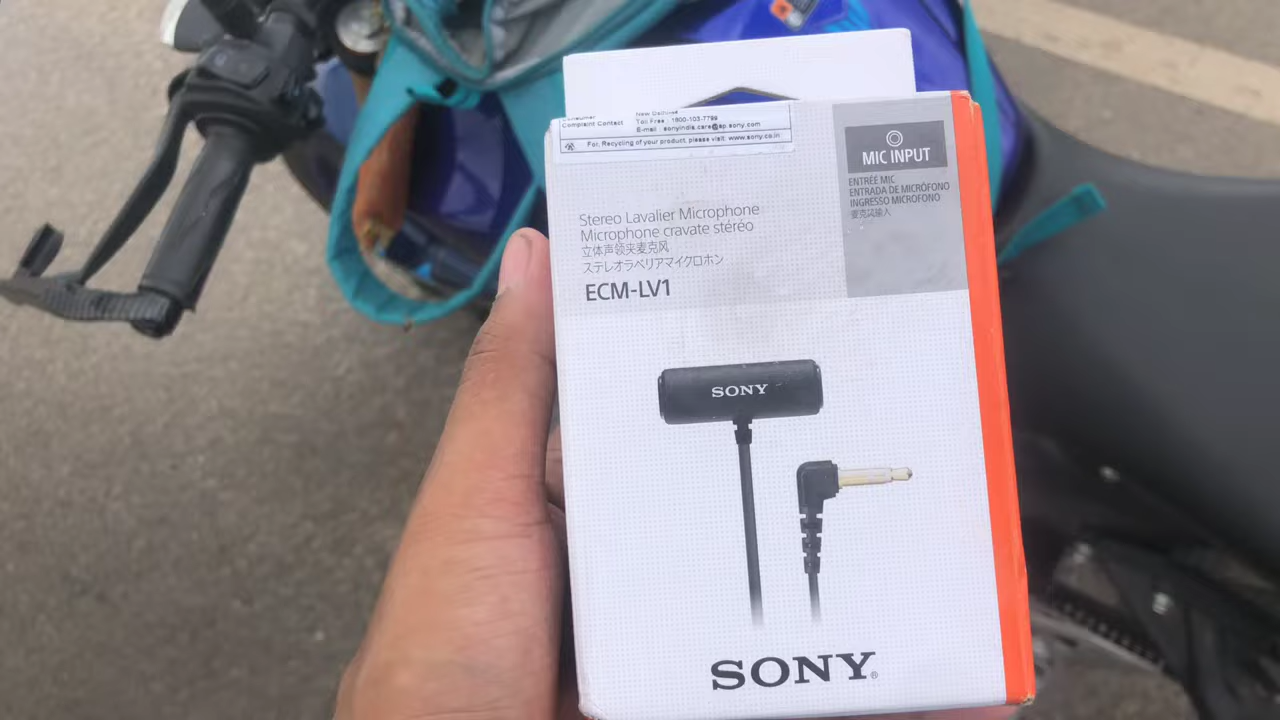 Complaint Contact
New Delhi
Toll Free : 1800-103-7799
E-mail : sonyindia.care@ap.sony.com
For, Recycling of your product, please visit: www.sony.co.in
MIC INPUT
ENTRÉE MIC
ENTRADA DE MICRÓFONO
INGRESSO MICROFONO
麦克风输入
Stereo Lavalier Microphone
Microphone cravate stéréo
立体声领夹麦克风
ステレオラベリアマイクロホン
ECM-LV1
SONY
SONY®